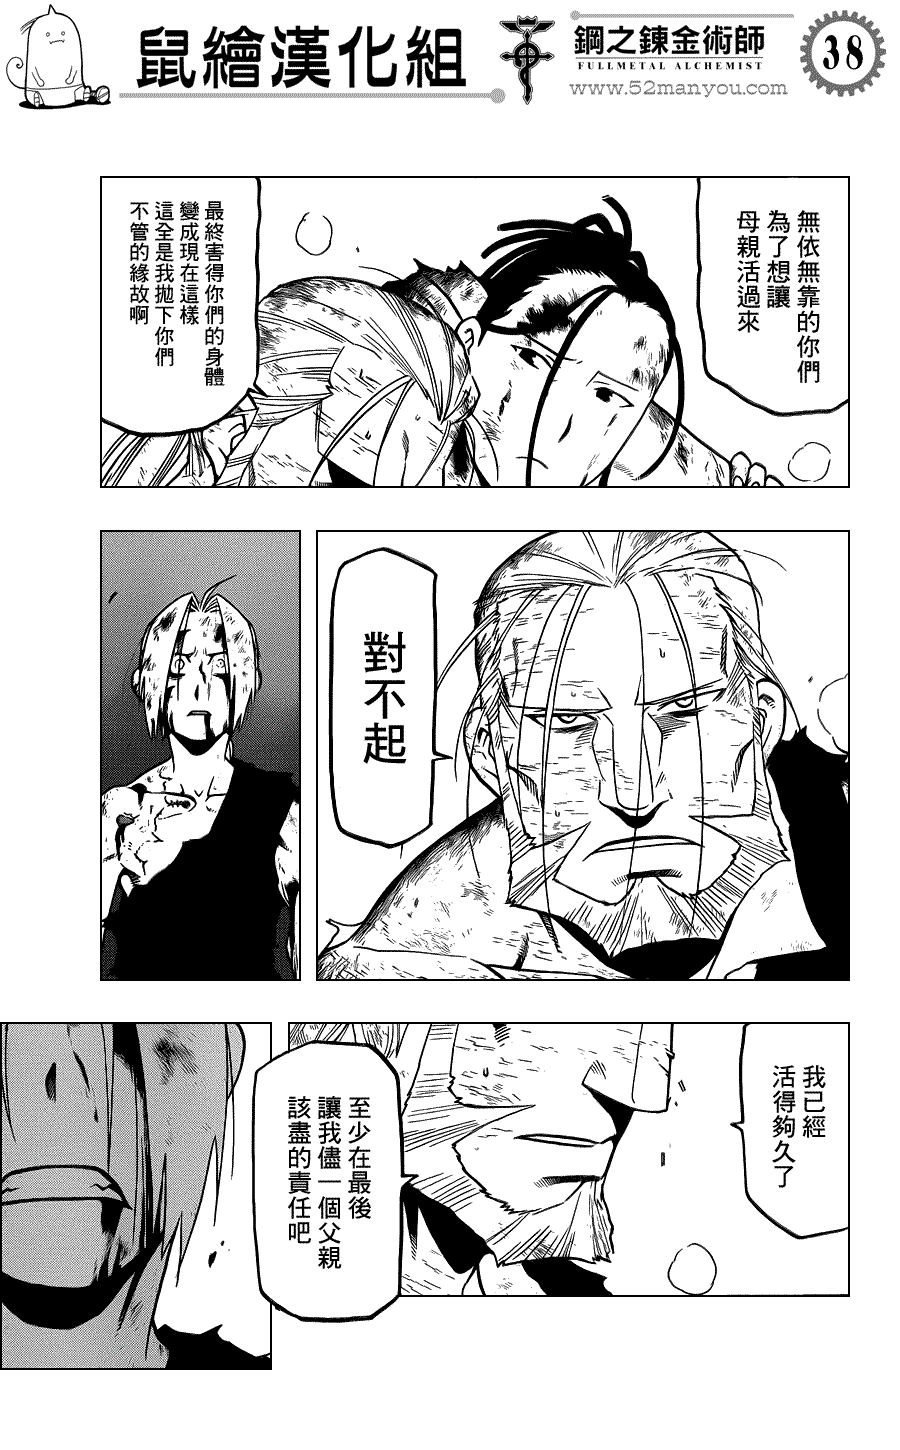 鼠繪漢化組
鋼之鍊金術師
FULLMETAL ALCHEMIST
www.52manyou.com
38
無依無靠的你們
為了想讓
母親活過來
最終害得你們的身體
變成現在這樣
這全是我拋下你們
不管的緣故啊
對不起
我已經
活得夠久了
至少在最後
讓我儘一個父親
該盡的責任吧